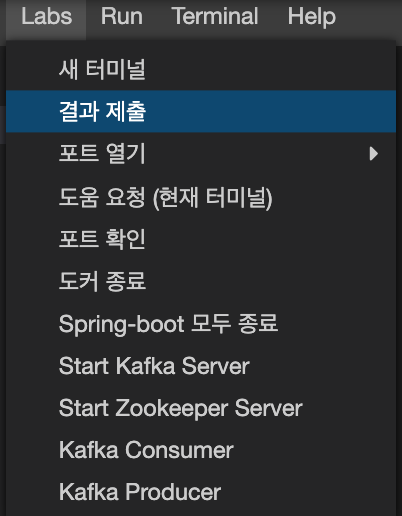 Labs Run Terminal Help
새 터미널
결과 제출
포트 열기
도움 요청 (현재 터미널)
포트 확인
도커 종료
Spring-boot 모두 종료
Start Kafka Server
Start Zookeeper Server
Kafka Consumer
Kafka Producer